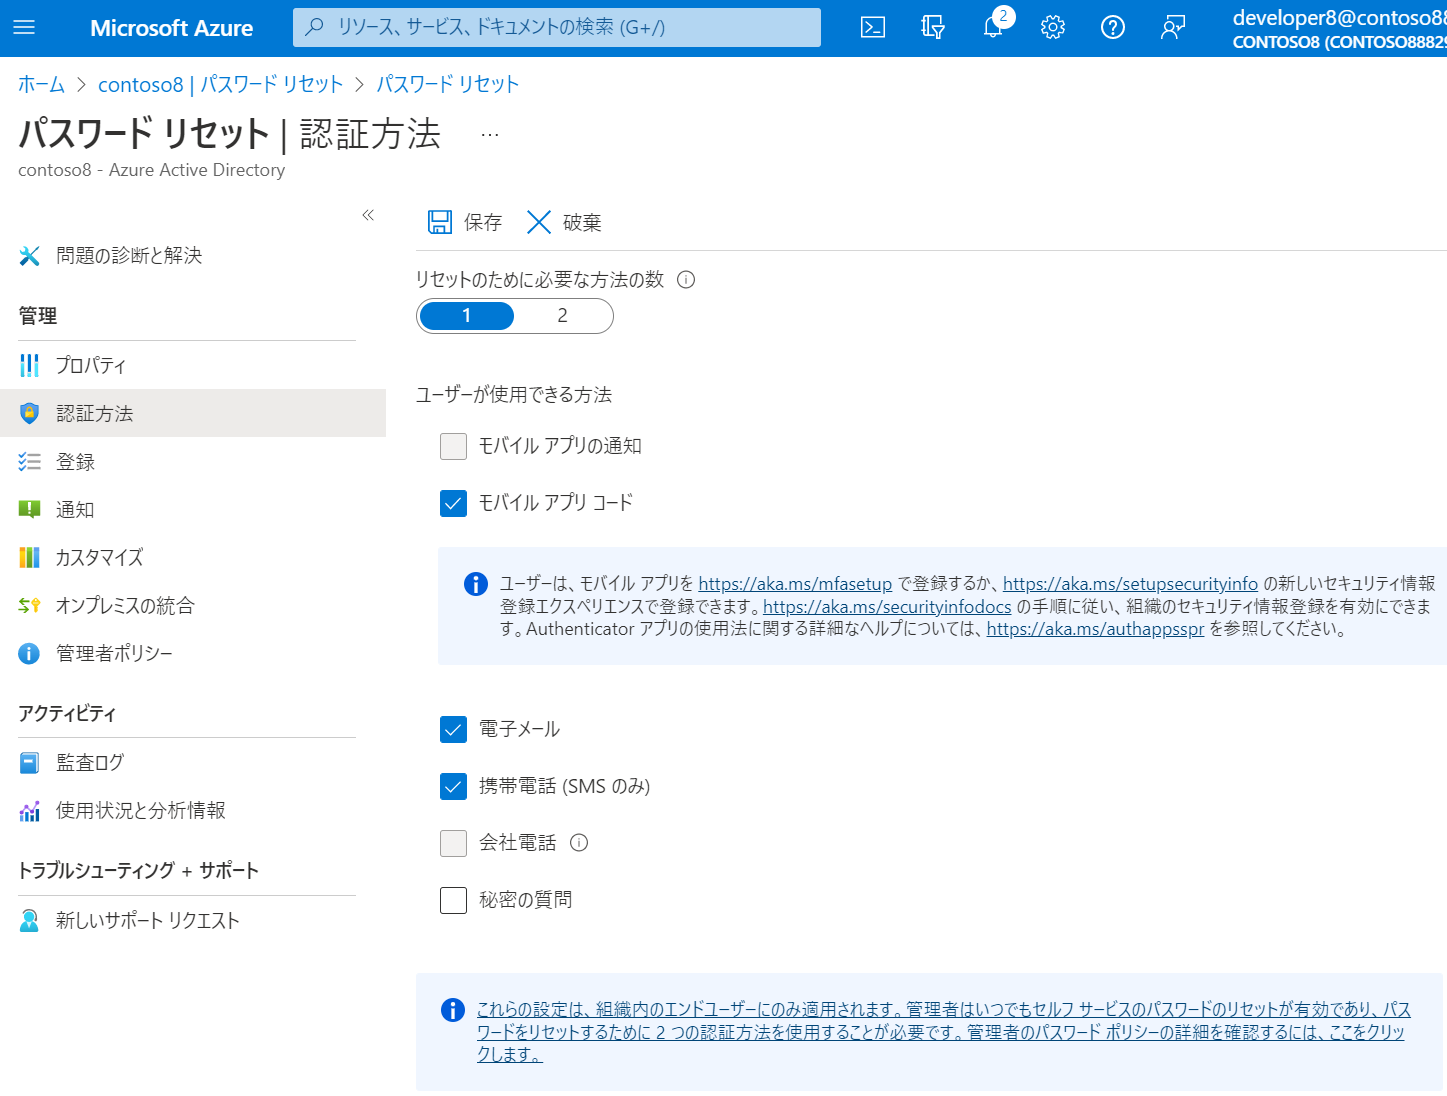 Microsoft Azure
リソース、サービス、ドキュメントの検索 (G+/)
2
developer8@contoso88
CONTOSO8 (CONTOSO88829
ホーム > contoso8 | パスワード リセット > パスワード リセット
パスワード リセット | 認証方法 …
contoso8 - Azure Active Directory
«
保存
破棄
問題の診断と解決
管理
プロパティ
認証方法
登録
通知
カスタマイズ
オンプレミスの統合
管理者ポリシー
アクティビティ
監査ログ
使用状況と分析情報
トラブルシューティング + サポート
新しいサポート リクエスト
リセットのために必要な方法の数
1 2
ユーザーが使用できる方法
モバイル アプリの通知
モバイル アプリ コード
ユーザーは、モバイル アプリを https://aka.ms/mfasetup で登録するか、https://aka.ms/setupsecurityinfo の新しいセキュリティ情報
登録エクスペリエンスで登録できます。https://aka.ms/securityinfodocs の手順に従い、組織のセキュリティ情報登録を有効にできま
す。Authenticator アプリの使用法に関する詳細なヘルプについては、https://aka.ms/authappsspr を参照してください。
電子メール
携帯電話 (SMS のみ)
会社電話
秘密の質問
これらの設定は、組織内のエンドユーザーにのみ適用されます。管理者はいつでもセルフ サービスのパスワードのリセットが有効であり、パス
ワードをリセットするために 2 つの認証方法を使用することが必要です。管理者のパスワード ポリシーの詳細を確認するには、ここをクリッ
クします。